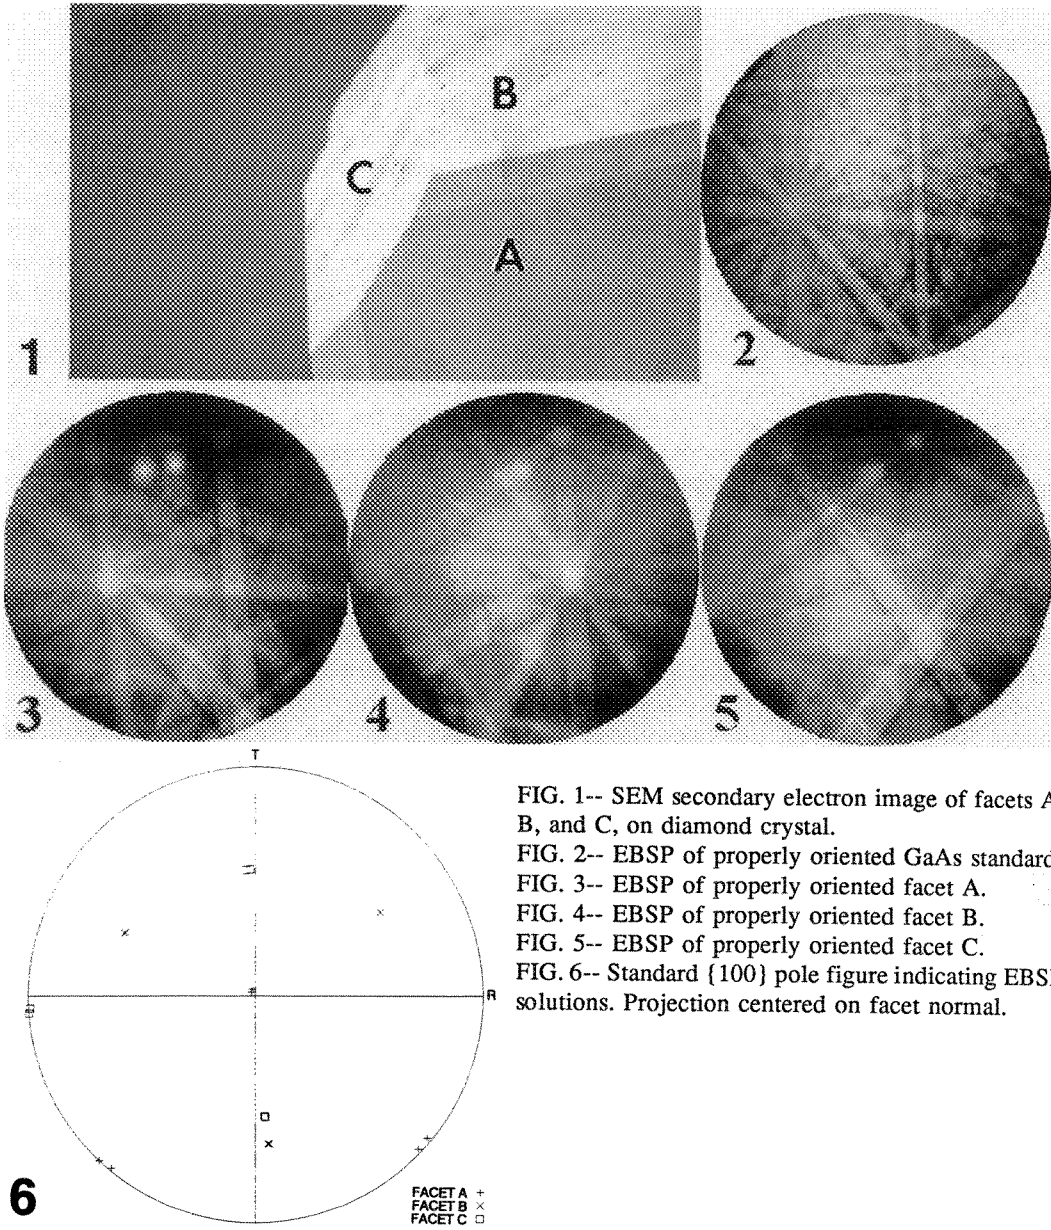 B
C
A
1
2
3
4
5
T
FIG. 1-- SEM secondary electron image of facets A
B, and C, on diamond crystal.
FIG. 2-- EBSP of properly oriented GaAs standard
FIG. 3-- EBSP of properly oriented facet A.
FIG. 4-- EBSP of properly oriented facet B.
FIG. 5-- EBSP of properly oriented facet C.
FIG. 6-- Standard {100} pole figure indicating EBS
solutions. Projection centered on facet normal.
R
6
FACET A +
FACET B ×
FACET C □